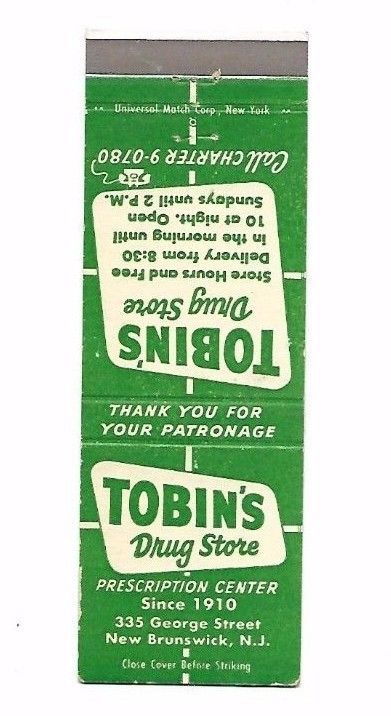 Universal Match Corp., New York
Call CHARTER 9-0780
TOBIN'S
Drug Store
Store Hours and Free
Delivery from 8:30
in the morning until
10 at night. Open
Sundays until 2 P.M.
THANK YOU FOR
YOUR PATRONAGE
TOBIN'S
Drug Store
PRESCRIPTION CENTER
Since 1910
335 George Street
New Brunswick, N.J.
Close Cover Before Striking